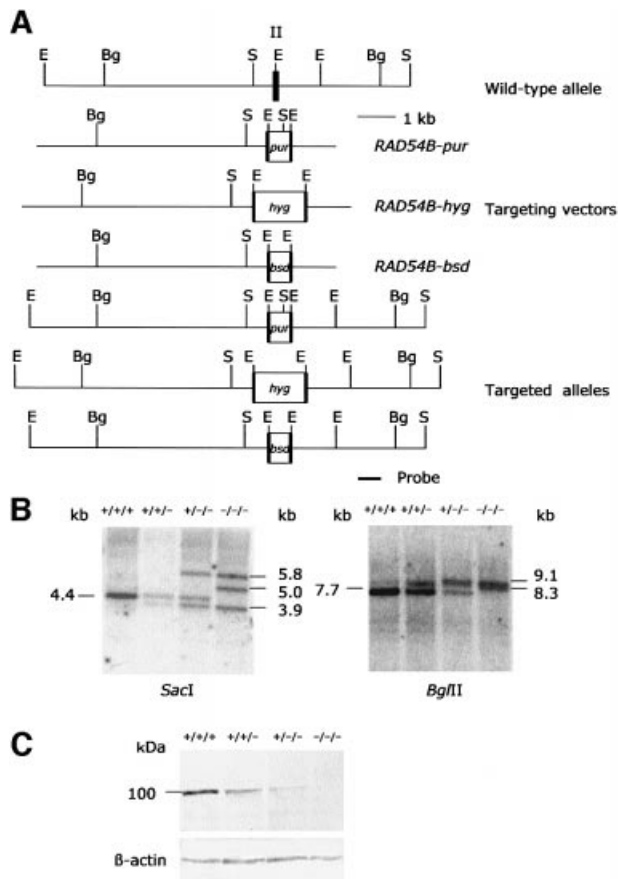 A
II
E Bg S E E Bg S
Wild-type allele
1 kb
Bg S E S E
pur
RAD54B-pur
Bg S E E
hyg
RAD54B-hyg Targeting vectors
Bg S E E
bsd
RAD54B-bsd
E Bg S E S E E Bg S
pur
E Bg S E E E Bg S
hyg
Targeted alleles
E Bg S E E E Bg S
bsd
Probe
B
kb +/+/+ +/+/- +/-/- -/-/- kb
4.4
5.8
5.0
3.9
SacI
kb +/+/+ +/+/- +/-/- -/-/- kb
7.7
9.1
8.3
BglII
C
kDa +/+/+ +/+/- +/-/- -/-/-
100
β-actin